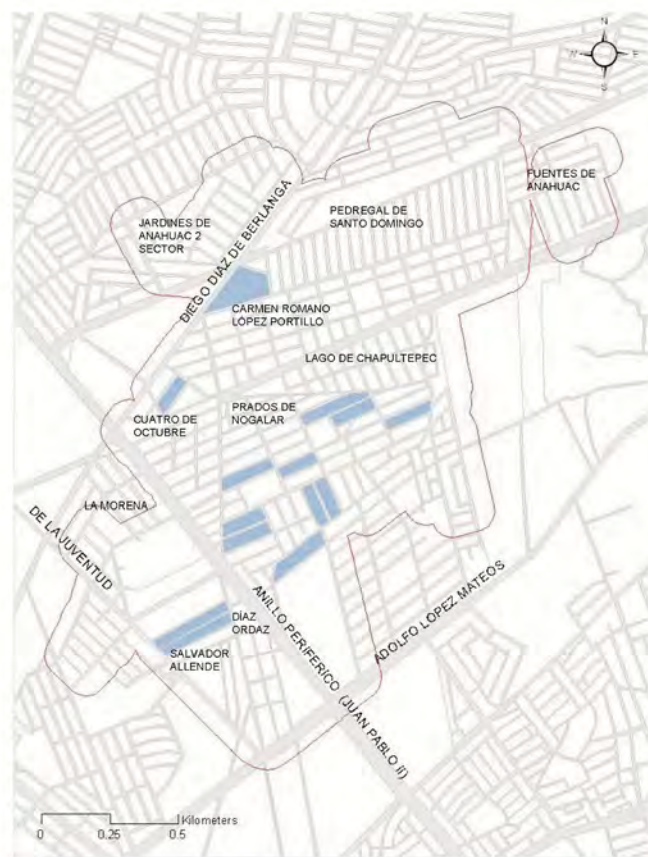 N
W
E
S
FUENTES DE
ANAHUAC
DIEGO DIAZ DE BERLANGA
PEDREGAL DE
SANTO DOMINGO
JARDINES DE
ANAHUAC 2
SECTOR
CARMEN ROMANO
LÓPEZ PORTILLO
LAGO DE CHAPULTEPEC
PRADOS DE
NOGALAR
CUATRO DE
OCTUBRE
LA MORENA
DE LA JUVENTUD
ANILLO PERIFERICO (JUAN PABLO II)
ADOLFO LOPEZ MATEOS
DÍAZ
ORDAZ
SALVADOR
ALLENDE
Kilometers
0 0.25 0.5